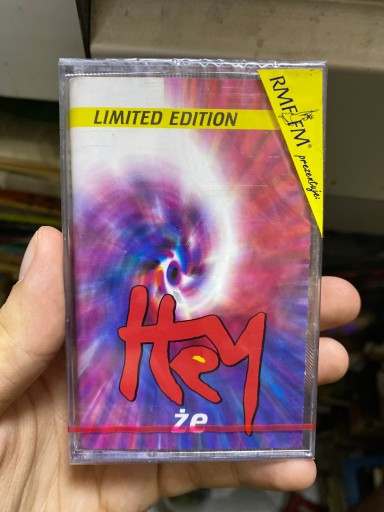 LIMITED EDITION
RMF FM®
prezentuje:
HEY
że